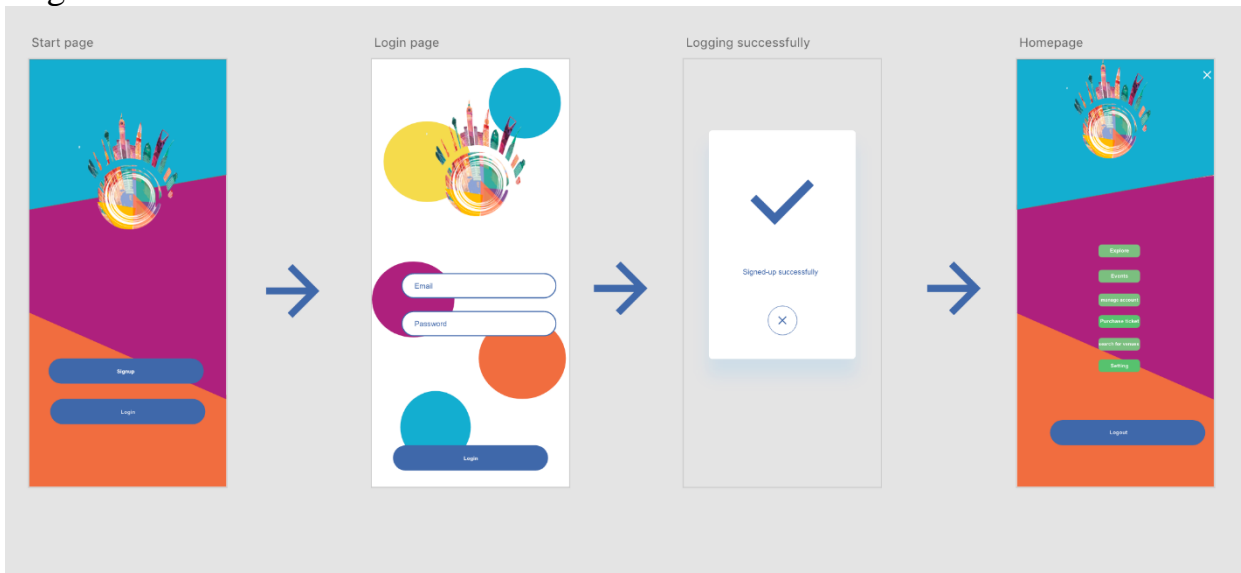 Start page
Signup
Login
Login page
Email
Password
Login
Logging successfully
Signed-up successfully
Homepage
Explore
Events
manage account
Purchase ticket
Setting
Logout